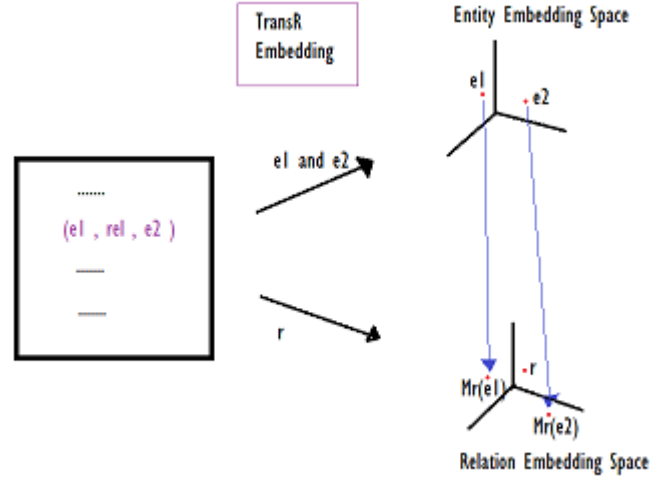 TransR
Embedding
Entity Embedding Space
e1
e2
e1 and e2
.......
(e1 , rel , e2 )
r
r
Mr(e1)
Mr(e2)
Relation Embedding Space